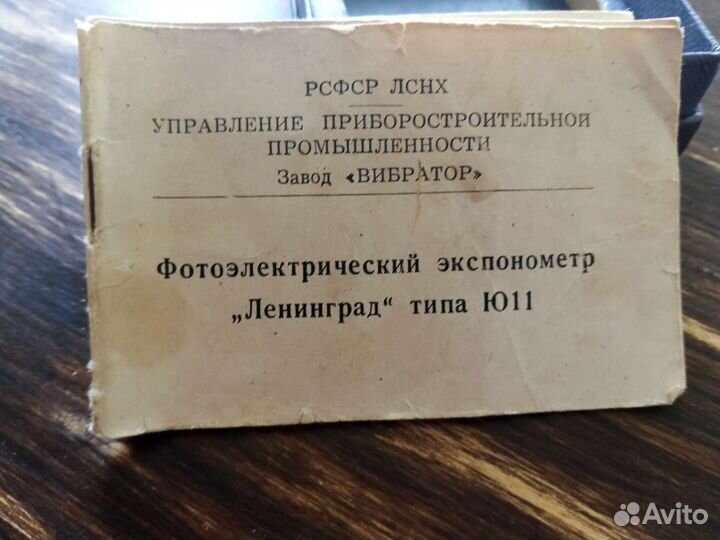 РСФСР ЛСНХ
УПРАВЛЕНИЕ ПРИБОРОСТРОИТЕЛЬНОЙ
ПРОМЫШЛЕННОСТИ
Завод «ВИБРАТОР»
Фотоэлектрический экспонометр
„Ленинград“ типа Ю11
Avito